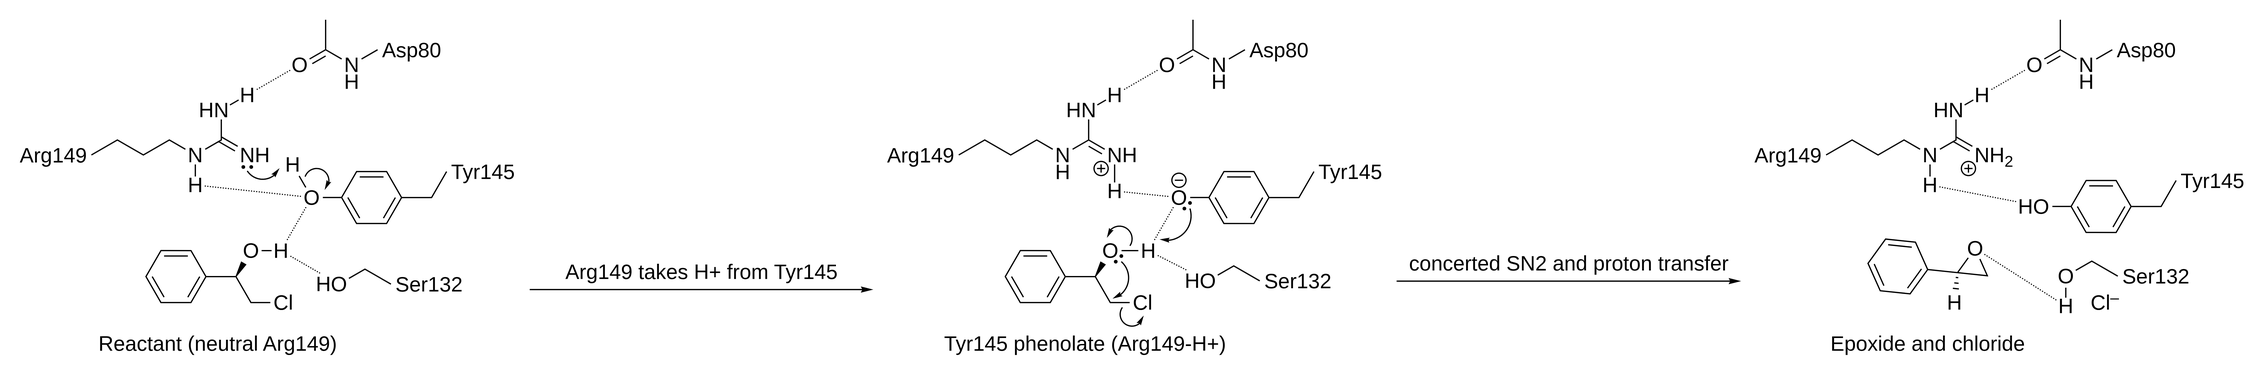 O
N
H
Asp80
HN
H
Arg149
N
H
NH
H
O
Tyr145
O
H
HO
Ser132
Cl
Reactant (neutral Arg149)
Arg149 takes H+ from Tyr145
O
N
H
Asp80
HN
H
Arg149
N
H
NH
⊕
H
⊖
O
Tyr145
O
H
HO
Ser132
Cl
Tyr145 phenolate (Arg149-H+)
concerted SN2 and proton transfer
O
N
H
Asp80
HN
H
Arg149
N
H
NH₂
⊕
HO
Tyr145
O
H
O
H
Ser132
Cl⁻
Epoxide and chloride